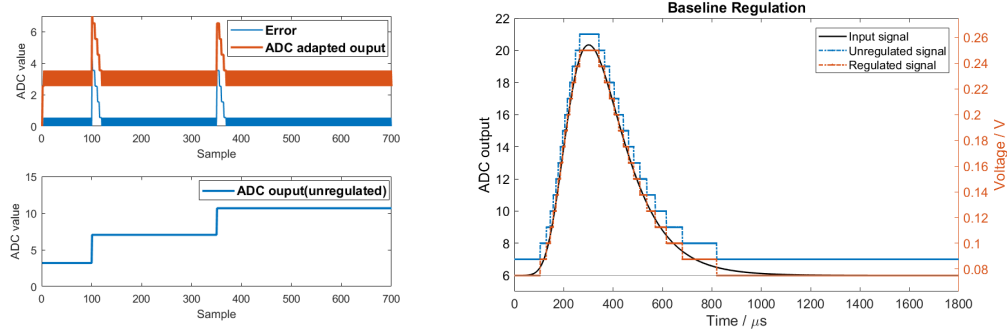 Error
ADC adapted ouput
ADC value
0
2
4
6
0 100 200 300 400 500 600 700
Sample
ADC ouput(unregulated)
ADC value
0
5
10
15
0 100 200 300 400 500 600 700
Sample
Baseline Regulation
Input signal
Unregulated signal
Regulated signal
ADC output
6
8
10
12
14
16
18
20
22
0 200 400 600 800 1000 1200 1400 1600 1800
Time / μs
0.08
0.1
0.12
0.14
0.16
0.18
0.20
0.22
0.24
0.26
Voltage / V